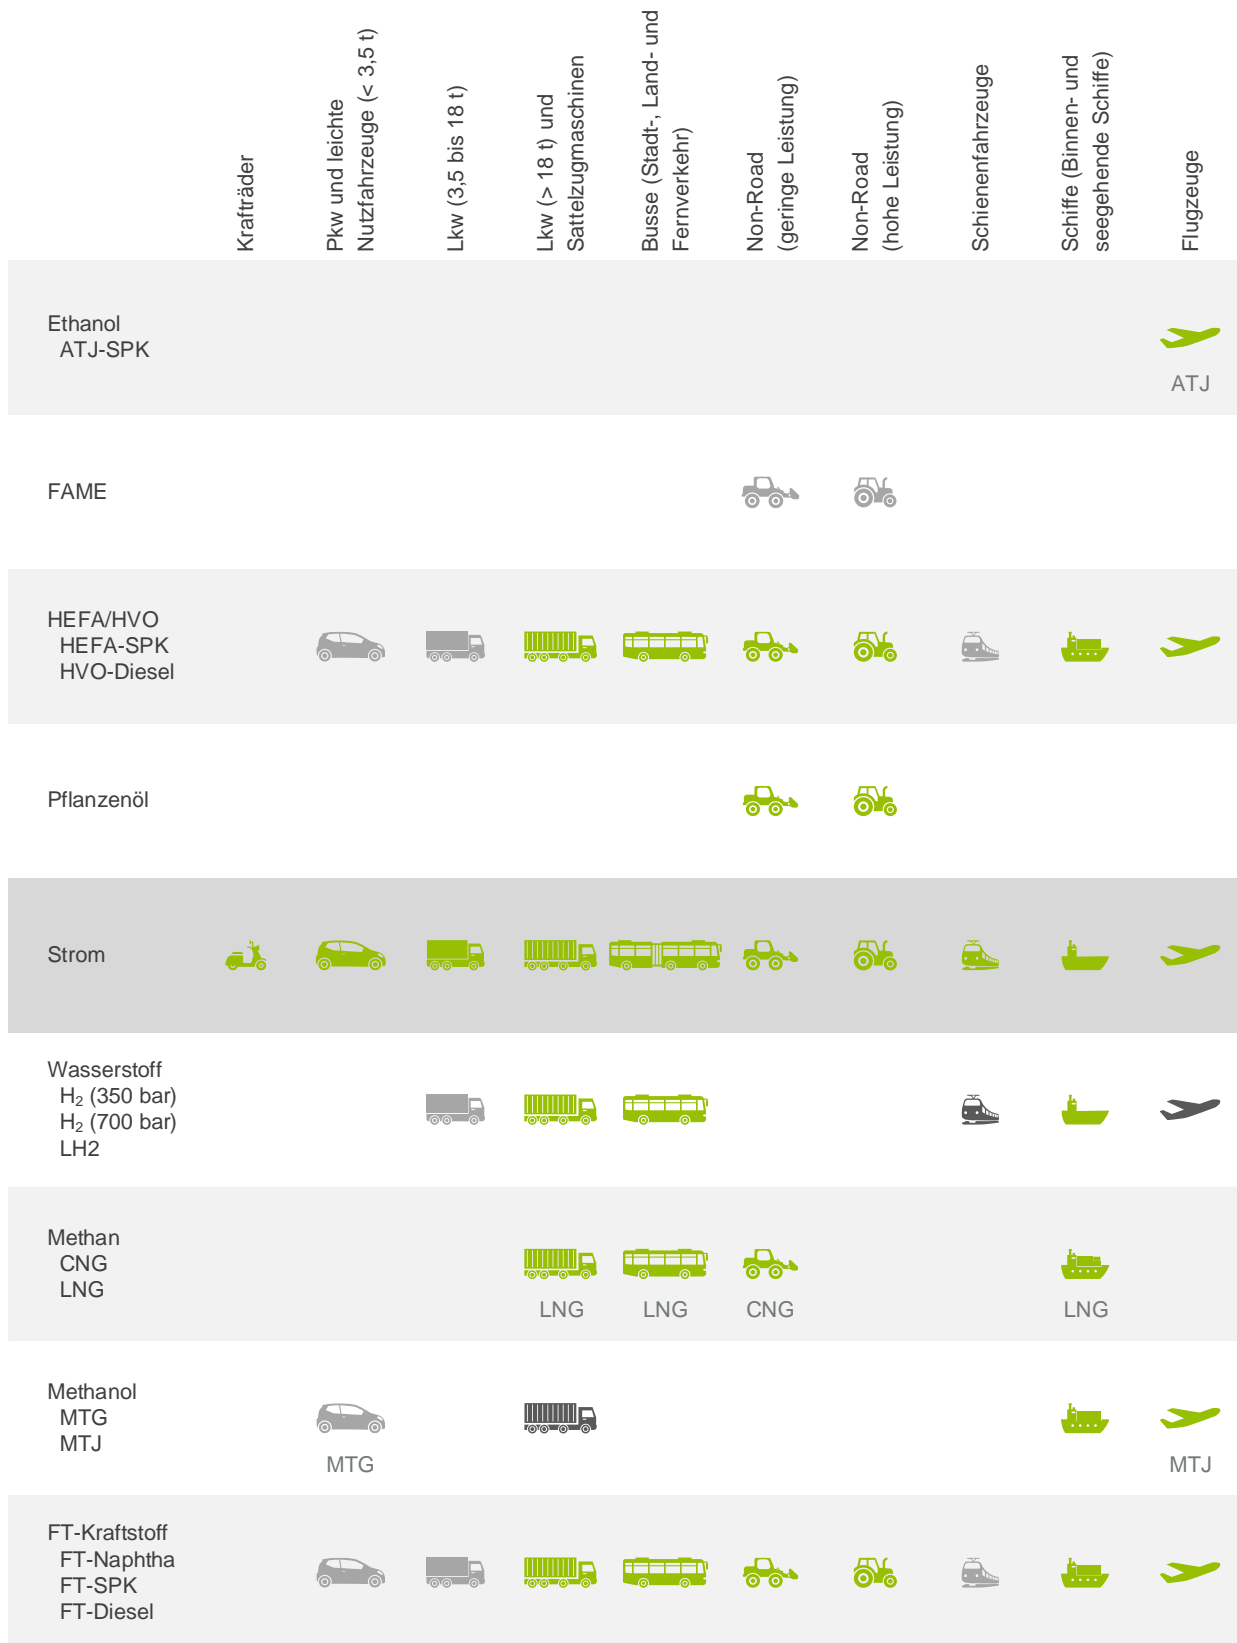 Krafträder
Pkw und leichte
Nutzfahrzeuge (< 3,5 t)
Lkw (3,5 bis 18 t)
Lkw (> 18 t) und
Sattelzugmaschinen
Busse (Stadt-, Land- und
Fernverkehr)
Non-Road
(geringe Leistung)
Non-Road
(hohe Leistung)
Schienenfahrzeuge
Schiffe (Binnen- und
seegehende Schiffe)
Flugzeuge
Ethanol
ATJ-SPK
ATJ
FAME
HEFA/HVO
HEFA-SPK
HVO-Diesel
Pflanzenöl
Strom
Wasserstoff
H₂ (350 bar)
H₂ (700 bar)
LH2
Methan
CNG
LNG
LNG LNG CNG LNG
Methanol
MTG
MTJ
MTG MTJ
FT-Kraftstoff
FT-Naphtha
FT-SPK
FT-Diesel